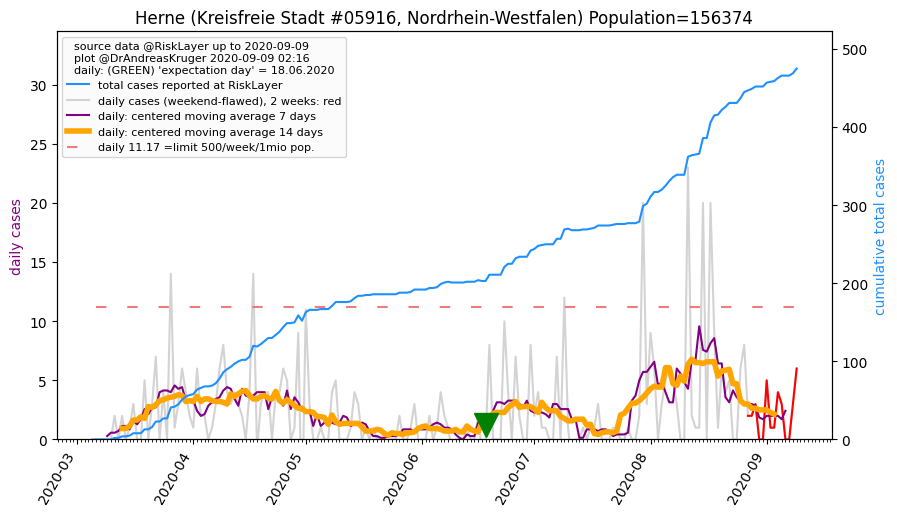 Herne (Kreisfreie Stadt #05916, Nordrhein-Westfalen) Population=156374
source data @RiskLayer up to 2020-09-09
plot @DrAndreasKruger 2020-09-09 02:16
daily: (GREEN) 'expectation day' = 18.06.2020
total cases reported at RiskLayer
daily cases (weekend-flawed), 2 weeks: red
daily: centered moving average 7 days
daily: centered moving average 14 days
daily 11.17 =limit 500/week/1mio pop.
daily cases
30
25
20
15
10
5
0
cumulative total cases
500
400
300
200
100
0
2020-03
2020-04
2020-05
2020-06
2020-07
2020-08
2020-09